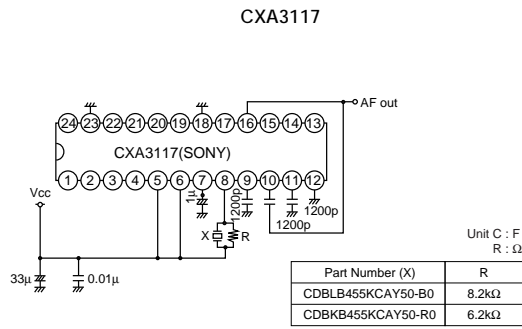 CXA3117
AF out
24 23 22 21 20 19 18 17 16 15 14 13
CXA3117(SONY)
1 2 3 4 5 6 7 8 9 10 11 12
Vcc
1μ
1200p
1200p
1200p
X
R
33μ
0.01μ
Unit C : F
R : Ω
Part Number (X) R
CDBLB455KCAY50-B0 8.2kΩ
CDBKB455KCAY50-R0 6.2kΩ